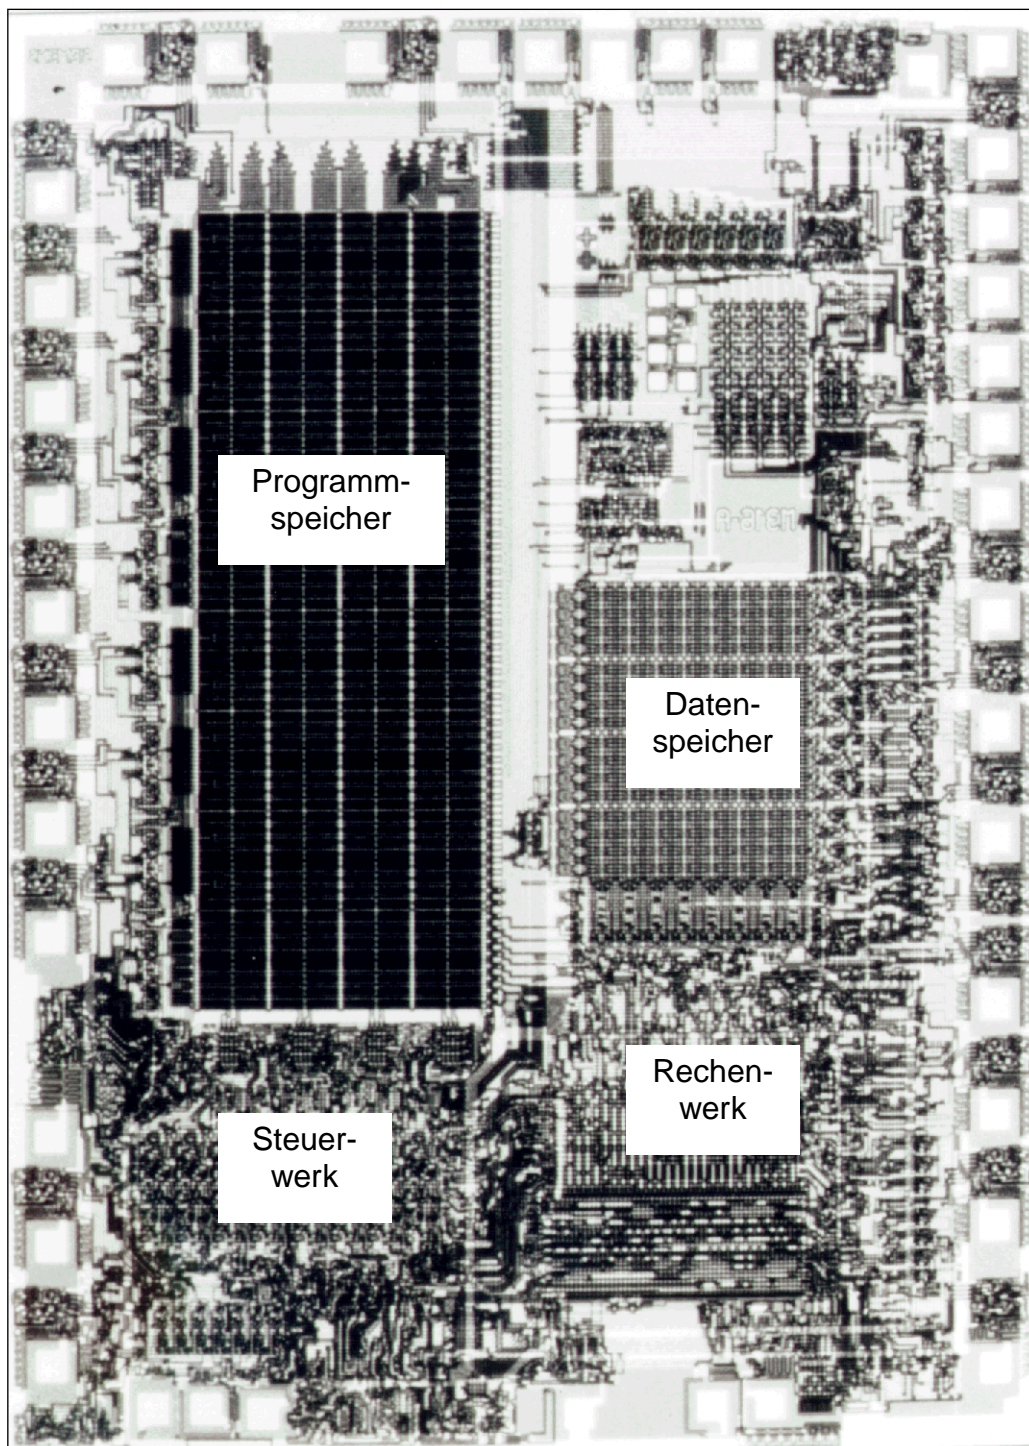 Programm-
speicher
Daten-
speicher
Rechen-
werk
Steuer-
werk